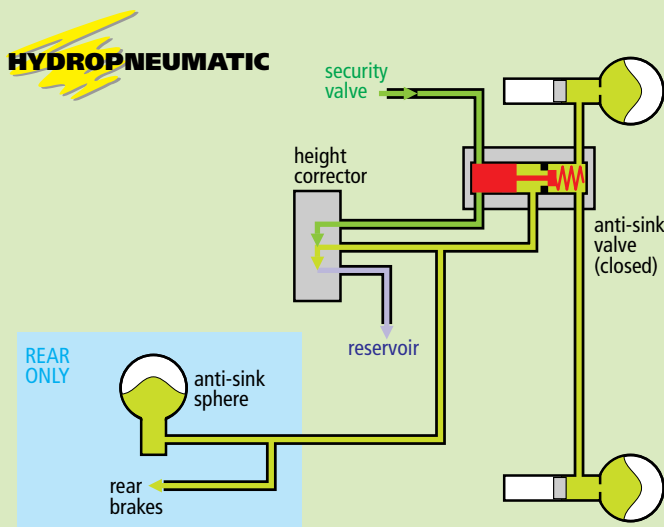 HYDROPNEUMATIC
security
valve
height
corrector
anti-sink
valve
(closed)
reservoir
REAR
ONLY
anti-sink
sphere
rear
brakes